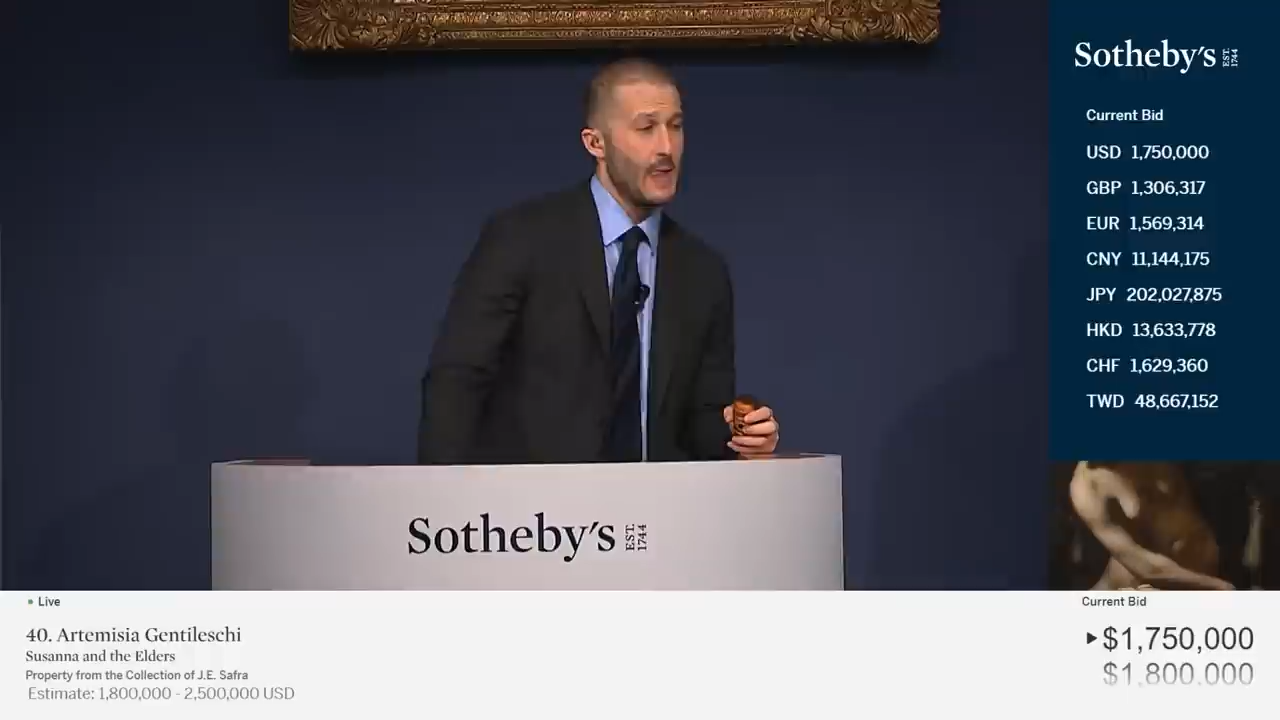 Sotheby's EST. 1744
Current Bid
USD 1,750,000
GBP 1,306,317
EUR 1,569,314
CNY 11,144,175
JPY 202,027,875
HKD 13,633,778
CHF 1,629,360
TWD 48,667,152
Sotheby's EST. 1744
Live
40. Artemisia Gentileschi
Susanna and the Elders
Property from the Collection of J.E. Safra
Estimate: 1,800,000 - 2,500,000 USD
Current Bid
$1,750,000
$1,800,000